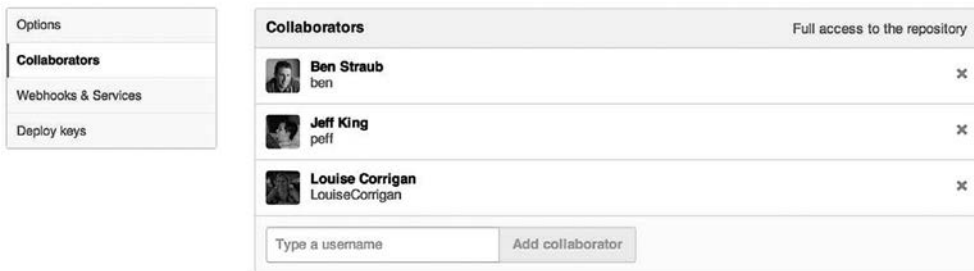 Options
Collaborators
Webhooks & Services
Deploy keys
Collaborators Full access to the repository
Ben Straub
ben
Jeff King
peff
Louise Corrigan
LouiseCorrigan
Type a username Add collaborator